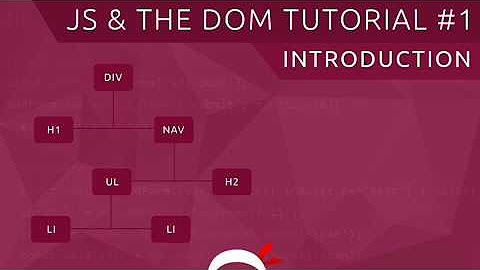 JS & THE DOM TUTORIAL #1
INTRODUCTION
DIV
H1 NAV
UL H2
LI LI